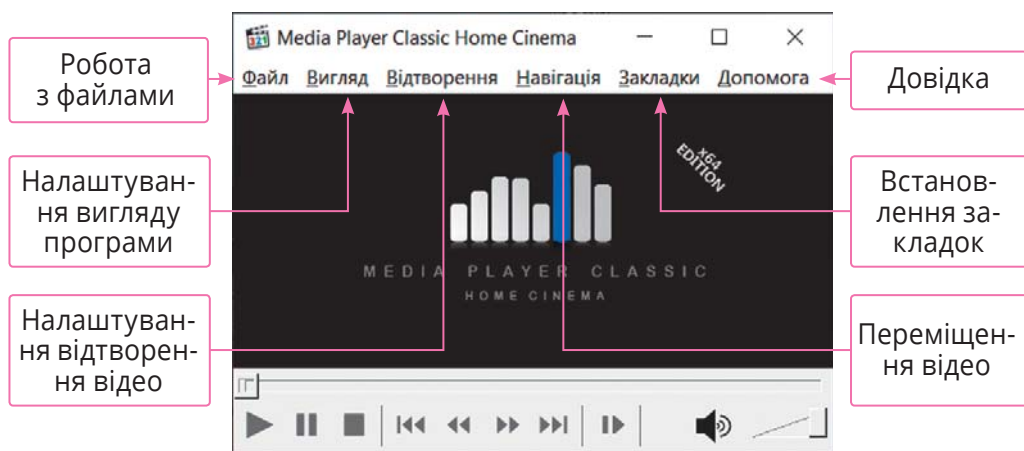 Media Player Classic Home Cinema
Файл Вигляд Відтворення Навігація Закладки Допомога
Робота
з файлами
Налаштуван-
ня вигляду
програми
Налаштуван-
ня відтворен-
ня відео
x64
EDITION
MEDIA PLAYER CLASSIC
HOME CINEMA
Довідка
Встанов-
лення за-
кладок
Переміщен-
ня відео